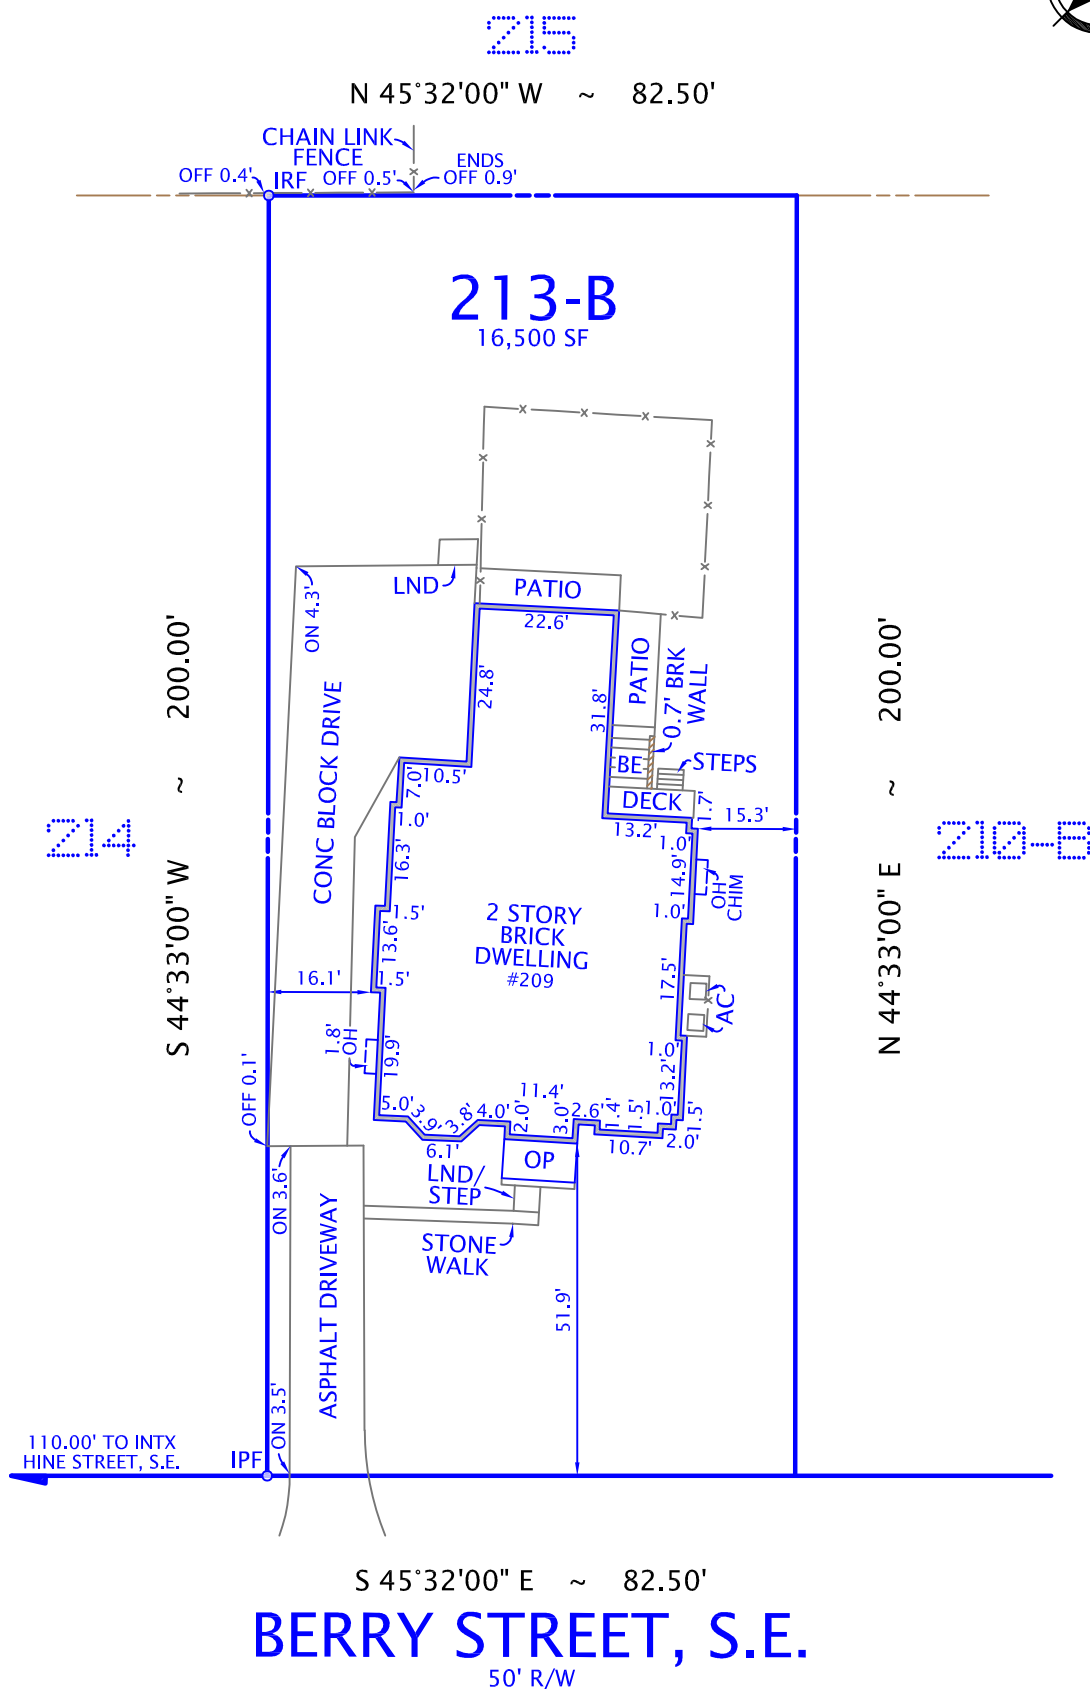 215
N 45°32'00" W ~ 82.50'
CHAIN LINK
FENCE
OFF 0.4'
IRF
OFF 0.5'
ENDS
OFF 0.9'
213-B
16,500 SF
LND
PATIO
22.6'
ON 4.3'
24.8'
31.8'
PATIO
0.7' BRK
WALL
STEPS
BE
DECK
1.7'
15.3'
S 44°33'00" W ~ 200.00'
N 44°33'00" E ~ 200.00'
214
210-B
CONC BLOCK DRIVE
7.0'
10.5'
1.0'
13.2'
1.0'
16.3'
14.9'
OH
CHIM
1.5'
1.0'
2 STORY
BRICK
DWELLING
#209
13.6'
16.1'
1.5'
17.5'
AC
1.8'
OH
19.9'
1.0'
13.2'
OFF 0.1'
5.0'
3.9'
6.1'
3.8'
4.0'
11.4'
2.0'
3.0'
2.6'
1.4'
1.5'
10.7'
1.0'
2.0'
1.5'
OP
LND/
STEP
ON 3.6'
STONE
WALK
ASPHALT DRIVEWAY
51.9'
ON 3.5'
110.00' TO INTX
HINE STREET, S.E.
IPF
S 45°32'00" E ~ 82.50'
BERRY STREET, S.E.
50' R/W